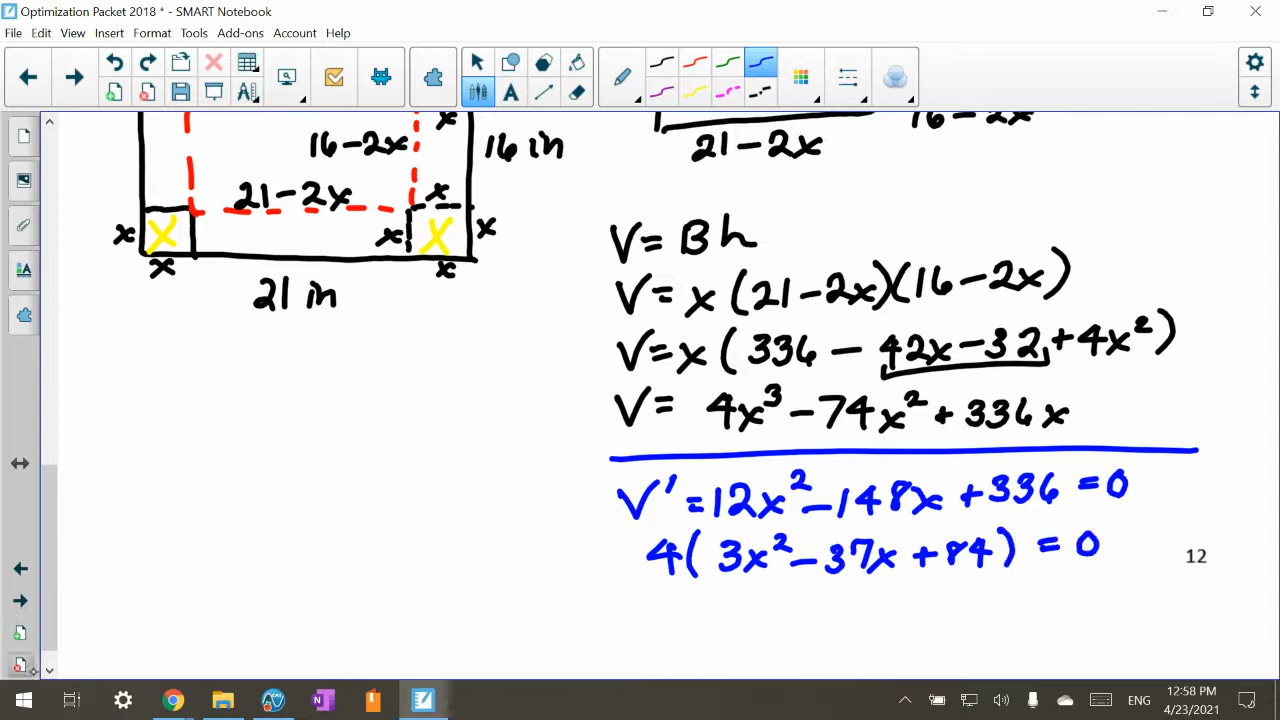 Optimization Packet 2018 * - SMART Notebook
File Edit View Insert Format Tools Add-ons Account Help
x
16-2x
16 in
21-2x
16-2x
21-2x
x
x
X
x
X
x
x
x
21 in
V= Bh
V= x(21-2x)(16-2x)
V=x(336 - 42x-32+4x²)
V= 4x³-74x²+336x
V'=12x²-148x+336=0
4(3x²-37x+84)=0
12
12:58 PM
ENG
4/23/2021